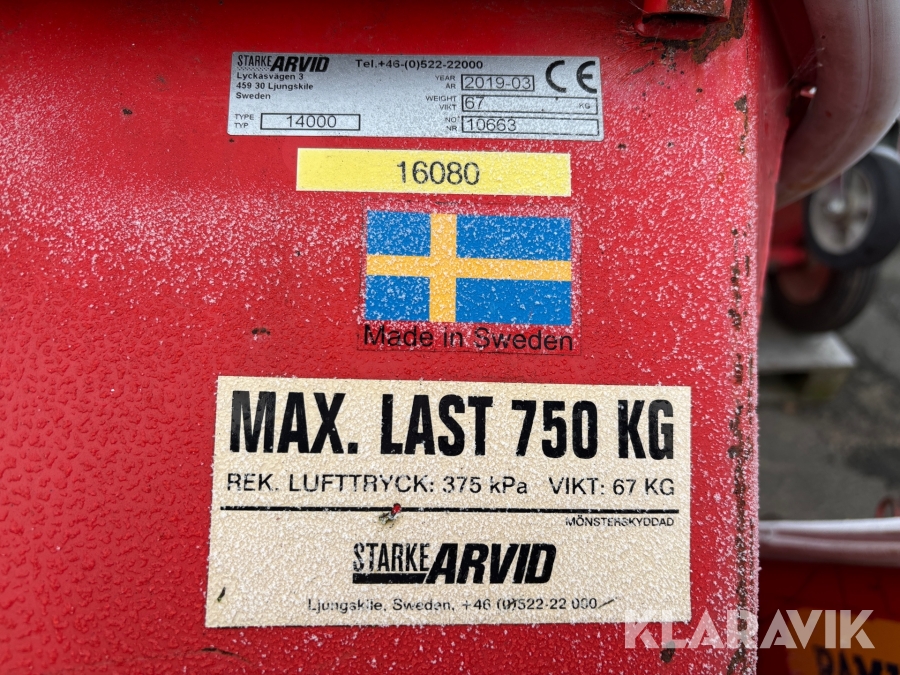 STARKE ARVID
Tel.+46-(0)522-22000
Lyckasvägen 3
459 30 Ljungskile
Sweden
YEAR
ÅR
2019-03
CE
WEIGHT
VIKT
67
KG
TYPE
TYP
14000
NO
NR
10663
16080
Made in Sweden
MAX. LAST 750 KG
REK. LUFTTRYCK: 375 kPa VIKT: 67 KG
MÖNSTERSKYDDAD
STARKE ARVID
Ljungskile, Sweden, +46 (0)522-22 000
KLARAVIK